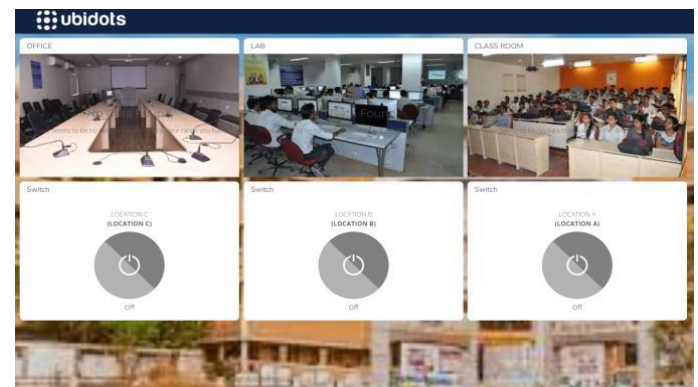 ubidots
OFFICE
LAB
CLASS ROOM
Switch
LOCATION C
(LOCATION C)
Off
Switch
LOCATION B
(LOCATION B)
Off
Switch
LOCATION A
(LOCATION A)
Off